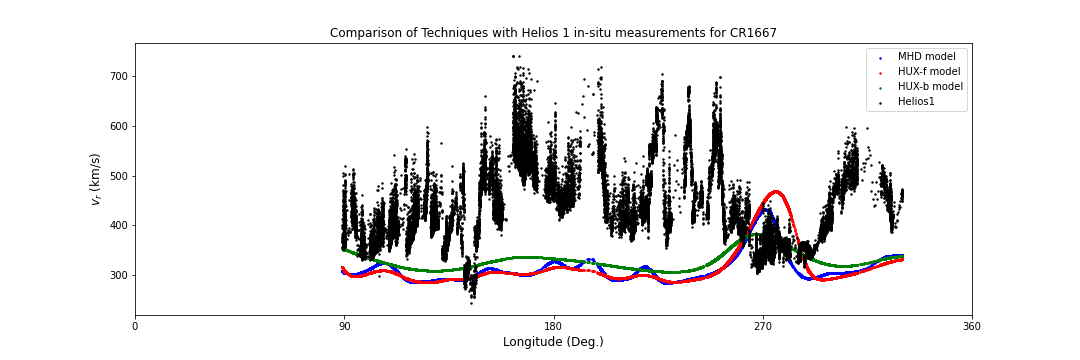 Comparison of Techniques with Helios 1 in-situ measurements for CR1667
MHD model
HUX-f model
HUX-b model
Helios1
700
600
500
400
300
v_r (km/s)
0
90
180
270
360
Longitude (Deg.)